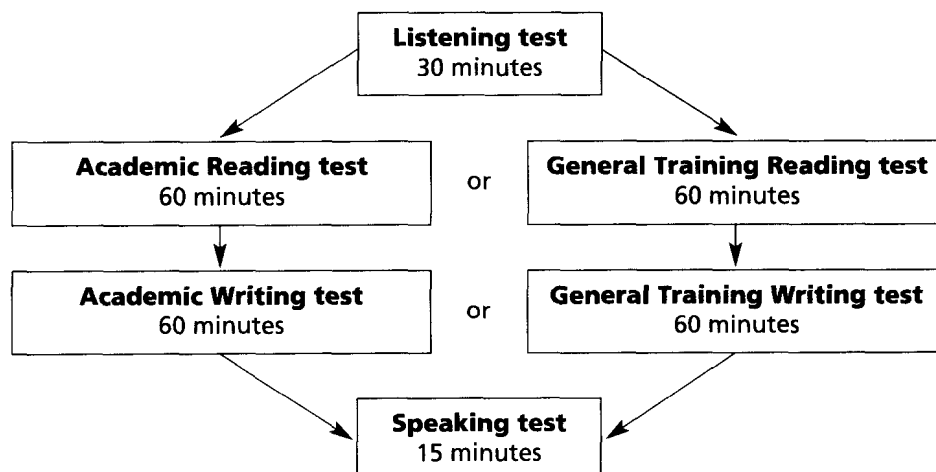 Listening test
30 minutes
Academic Reading test
60 minutes
or
General Training Reading test
60 minutes
Academic Writing test
60 minutes
or
General Training Writing test
60 minutes
Speaking test
15 minutes